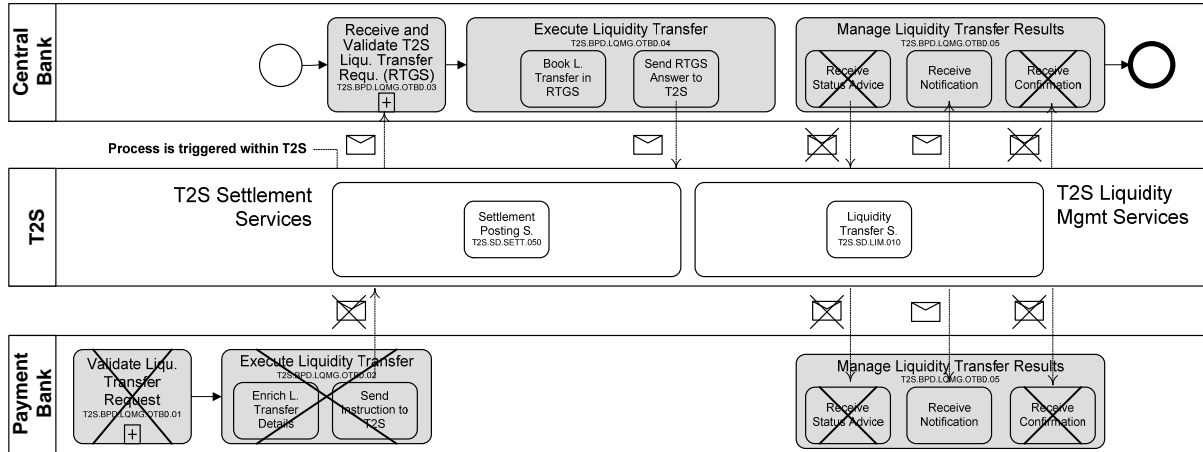 Central
Bank
Receive and
Validate T2S
Liqu. Transfer
Requ. (RTGS)
T2S.BPD.LQMG.OTBD.03
+
Execute Liquidity Transfer
T2S.BPD.LQMG.OTBD.04
Book L.
Transfer in
RTGS
Send RTGS
Answer to
T2S
Manage Liquidity Transfer Results
T2S.BPD.LQMG.OTBD.05
Receive
Status Advice
Receive
Notification
Receive
Confirmation
Process is triggered within T2S
T2S
T2S Settlement
Services
Settlement
Posting S.
T2S.SD.SETT.050
Liquidity
Transfer S.
T2S.SD.LIM.010
T2S Liquidity
Mgmt Services
Payment
Bank
Validate Liqu.
Transfer
Request
T2S.BPD.LQMG.OTBD.01
+
Execute Liquidity Transfer
T2S.BPD.LQMG.OTBD.02
Enrich L.
Transfer
Details
Send
Instruction to
T2S
Manage Liquidity Transfer Results
T2S.BPD.LQMG.OTBD.05
Receive
Status Advice
Receive
Notification
Receive
Confirmation